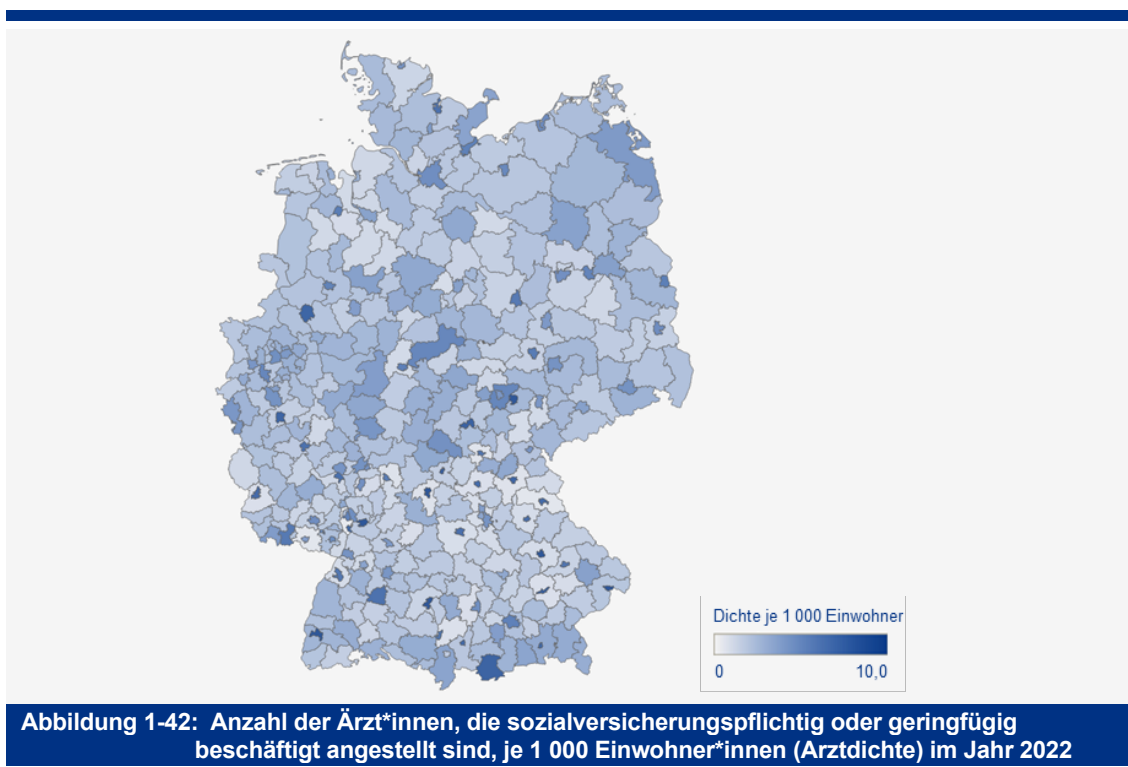 Dichte je 1 000 Einwohner
0 10,0
Abbildung 1-42: Anzahl der Ärzt*innen, die sozialversicherungspflichtig oder geringfügig
beschäftigt angestellt sind, je 1 000 Einwohner*innen (Arztdichte) im Jahr 2022